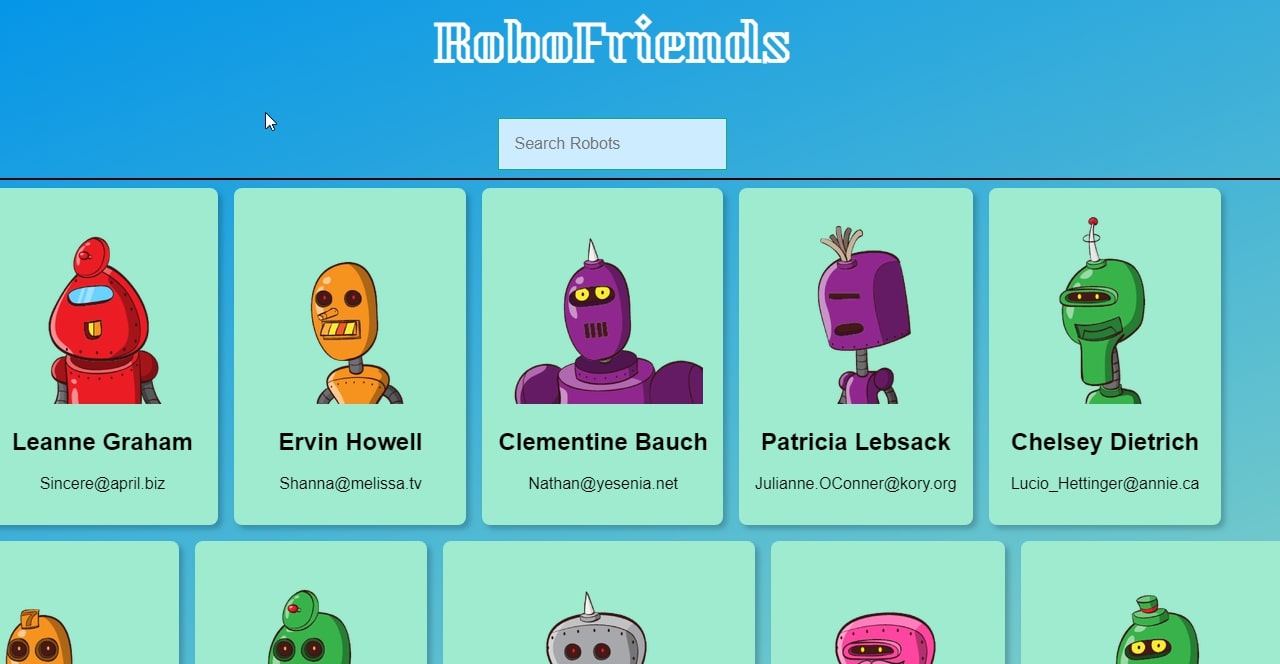 RoboFriends
Search Robots
Leanne Graham
Sincere@april.biz
Ervin Howell
Shanna@melissa.tv
Clementine Bauch
Nathan@yesenia.net
Patricia Lebsack
Julianne.OConner@kory.org
Chelsey Dietrich
Lucio_Hettinger@annie.ca
7